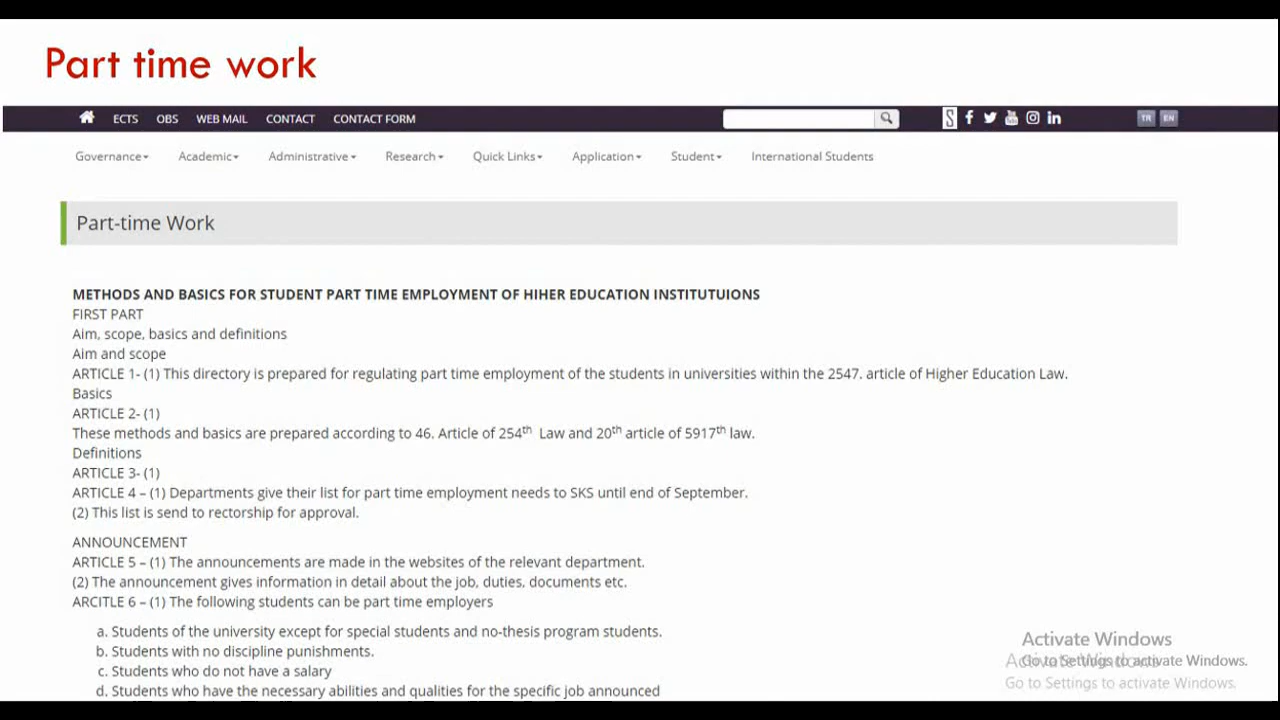 Part time work
ECTS OBS WEB MAIL CONTACT CONTACT FORM TR EN
Governance Academic Administrative Research Quick Links Application Student International Students
Part-time Work
METHODS AND BASICS FOR STUDENT PART TIME EMPLOYMENT OF HIHER EDUCATION INSTITUTUIONS
FIRST PART
Aim, scope, basics and definitions
Aim and scope
ARTICLE 1- (1) This directory is prepared for regulating part time employment of the students in universities within the 2547. article of Higher Education Law.
Basics
ARTICLE 2- (1)
These methods and basics are prepared according to 46. Article of 254th Law and 20th article of 5917th law.
Definitions
ARTICLE 3- (1)
ARTICLE 4 – (1) Departments give their list for part time employment needs to SKS until end of September.
(2) This list is send to rectorship for approval.
ANNOUNCEMENT
ARTICLE 5 – (1) The announcements are made in the websites of the relevant department.
(2) The announcement gives information in detail about the job, duties, documents etc.
ARCITLE 6 – (1) The following students can be part time employers
a. Students of the university except for special students and no-thesis program students.
b. Students with no discipline punishments.
c. Students who do not have a salary
d. Students who have the necessary abilities and qualities for the specific job announced
Activate Windows
Go to Settings to activate Windows.
Activate Windows
Go to Settings to activate Windows.